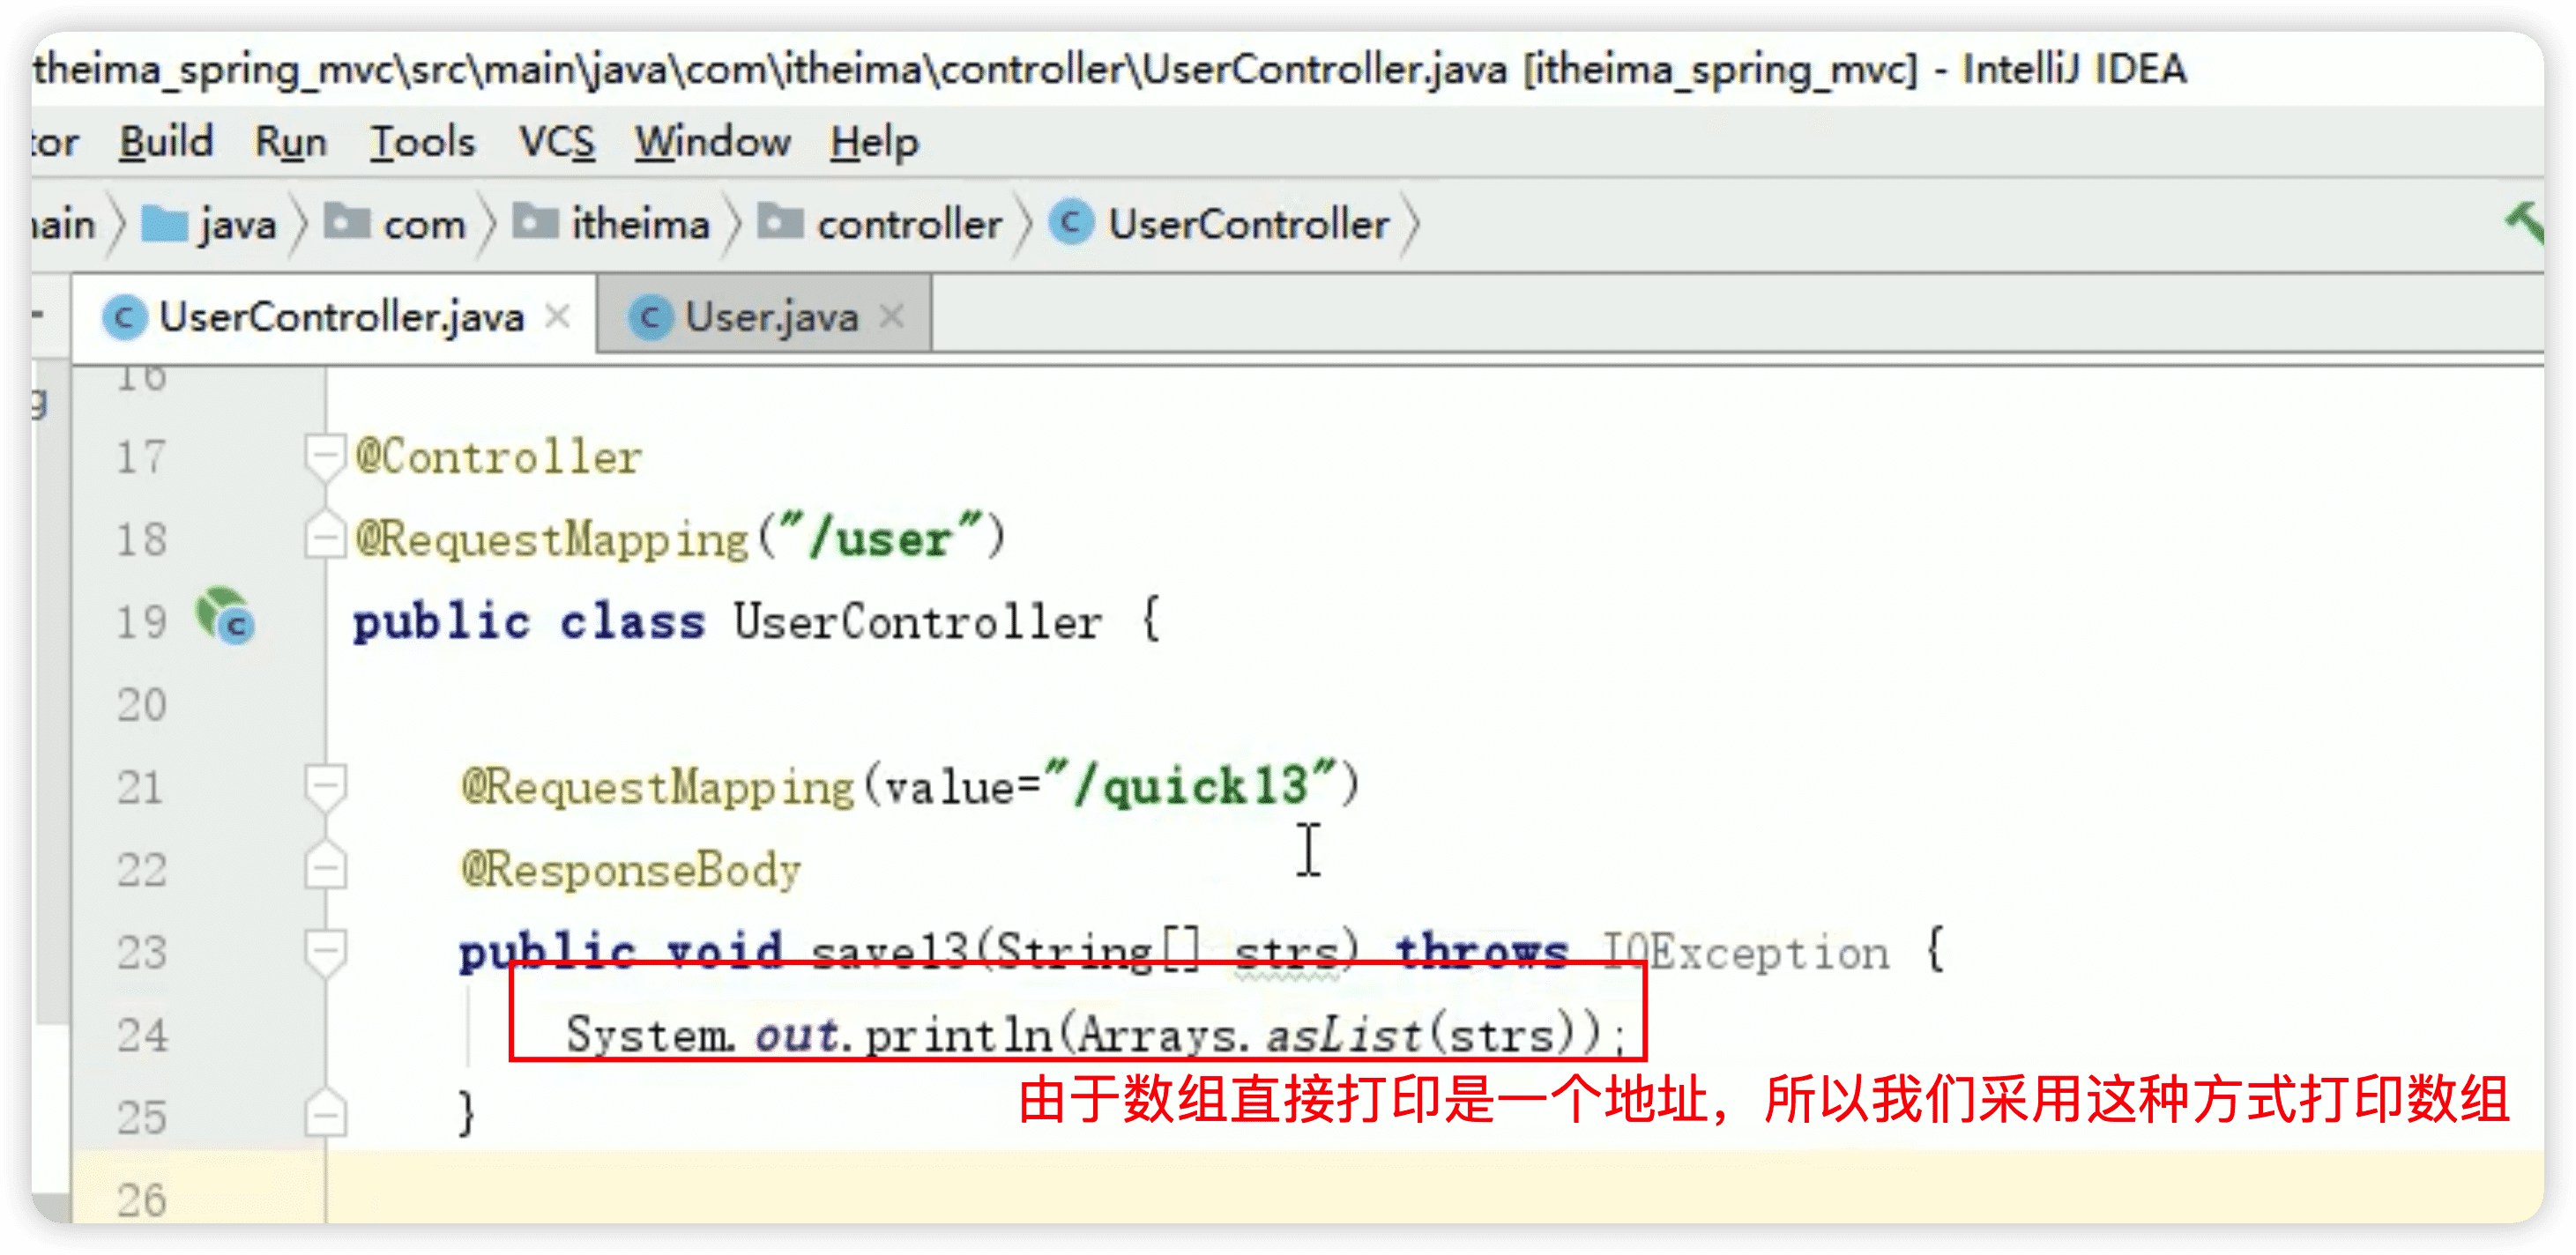 theima_spring_mvc\src\main\java\com\itheima\controller\UserController.java [itheima_spring_mvc] - IntelliJ IDEA
tor Build Run Tools VCS Window Help
ain java com itheima controller UserController
UserController.java User.java
16
g
17 @Controller
18 @RequestMapping("/user")
19 public class UserController {
20
21 @RequestMapping(value="/quick13")
22 @ResponseBody
23 public void save13(String[] strs) throws IOException {
24 System.out.println(Arrays.asList(strs));
由于数组直接打印是一个地址，所以我们采用这种方式打印数组
25 }
26